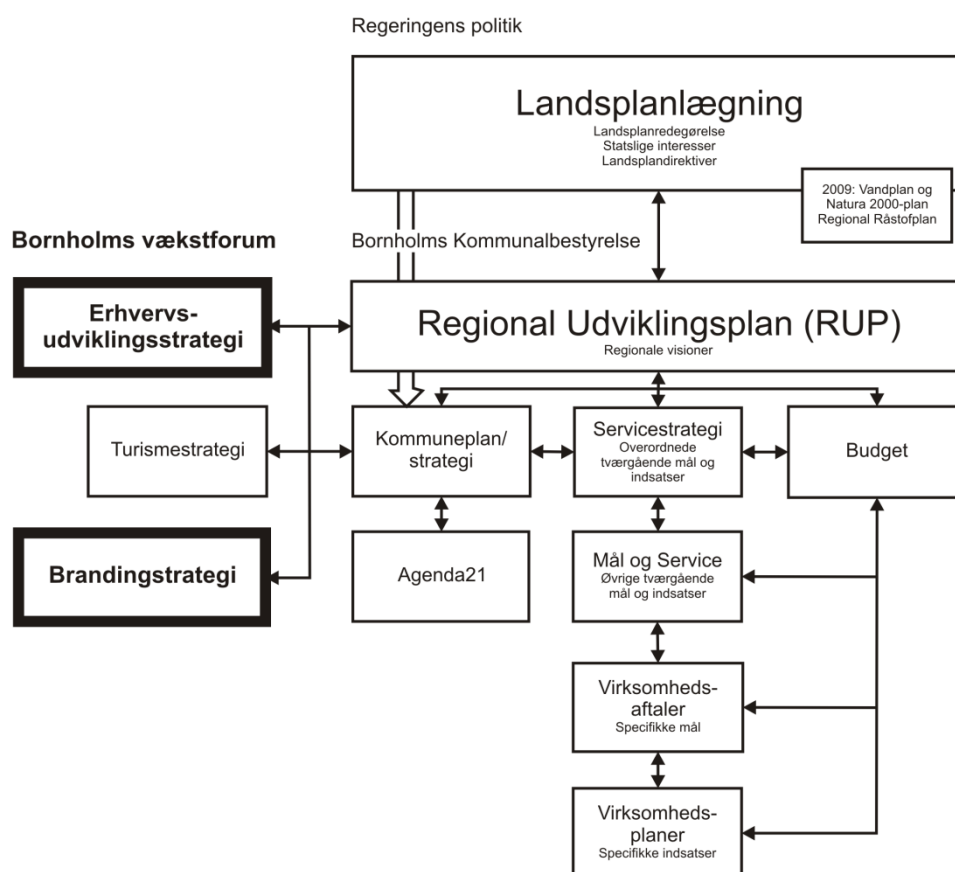 Regeringens politik
Landsplanlægning
Landsplanredegørelse
Statslige interesser
Landsplandirektiver
2009: Vandplan og
Natura 2000-plan
Regional Råstofplan
Bornholms vækstforum
Bornholms Kommunalbestyrelse
Erhvervs-
udviklingsstrategi
Regional Udviklingsplan (RUP)
Regionale visioner
Turismestrategi
Kommuneplan/
strategi
Servicestrategi
Overordnede
tværgående mål og
indsatser
Budget
Brandingstrategi
Agenda21
Mål og Service
Øvrige tværgående
mål og indsatser
Virksomheds-
aftaler
Specifikke mål
Virksomheds-
planer
Specifikke indsatser